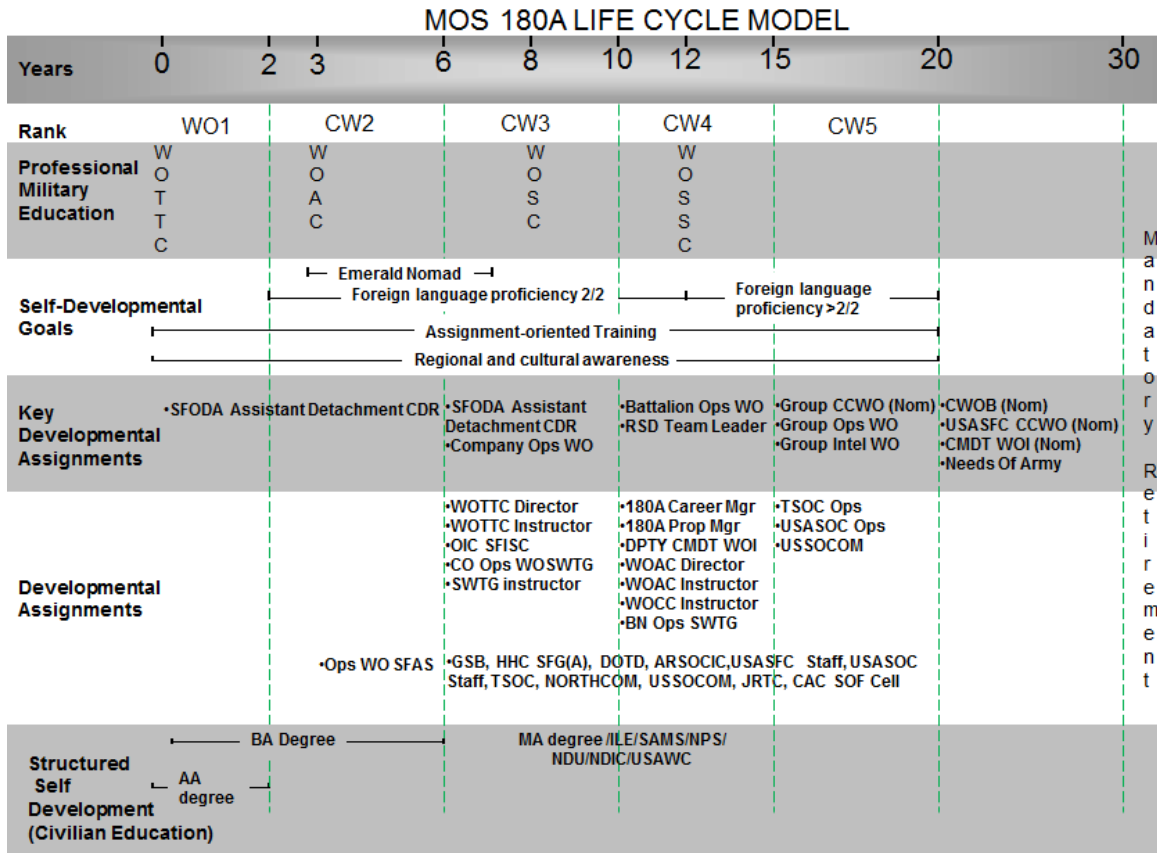 MOS 180A LIFE CYCLE MODEL
Years 0 2 3 6 8 10 12 15 20 30
Rank WO1 CW2 CW3 CW4 CW5
Professional
Military
Education
WOTTC
WOAC
WOSC
WOSSC
Self-Developmental
Goals
Emerald Nomad
Foreign language proficiency 2/2
Foreign language
proficiency >2/2
Assignment-oriented Training
Regional and cultural awareness
Key
Developmental
Assignments
•SFODA Assistant Detachment CDR
•SFODA Assistant
Detachment CDR
•Company Ops WO
•Battalion Ops WO
•RSD Team Leader
•Group CCWO (Nom)
•Group Ops WO
•Group Intel WO
•CWOB (Nom)
•USASFC CCWO (Nom)
•CMDT WOI (Nom)
•Needs Of Army
Developmental
Assignments
•WOTTC Director
•WOTTC Instructor
•OIC SFISC
•CO Ops WOSWTG
•SWTG instructor
•180A Career Mgr
•180A Prop Mgr
•DPTY CMDT WOI
•WOAC Director
•WOAC Instructor
•WOCC Instructor
•BN Ops SWTG
•TSOC Ops
•USASOC Ops
•USSOCOM
•Ops WO SFAS
•GSB, HHC SFG(A), DOTD, ARSOCIC,USASFC Staff, USASOC
Staff, TSOC, NORTHCOM, USSOCOM, JRTC, CAC SOF Cell
Structured
Self
Development
(Civilian Education)
BA Degree
AA
degree
MA degree /ILE/SAMS/NPS/
NDU/NDIC/USAWC
Mandatory Retirement